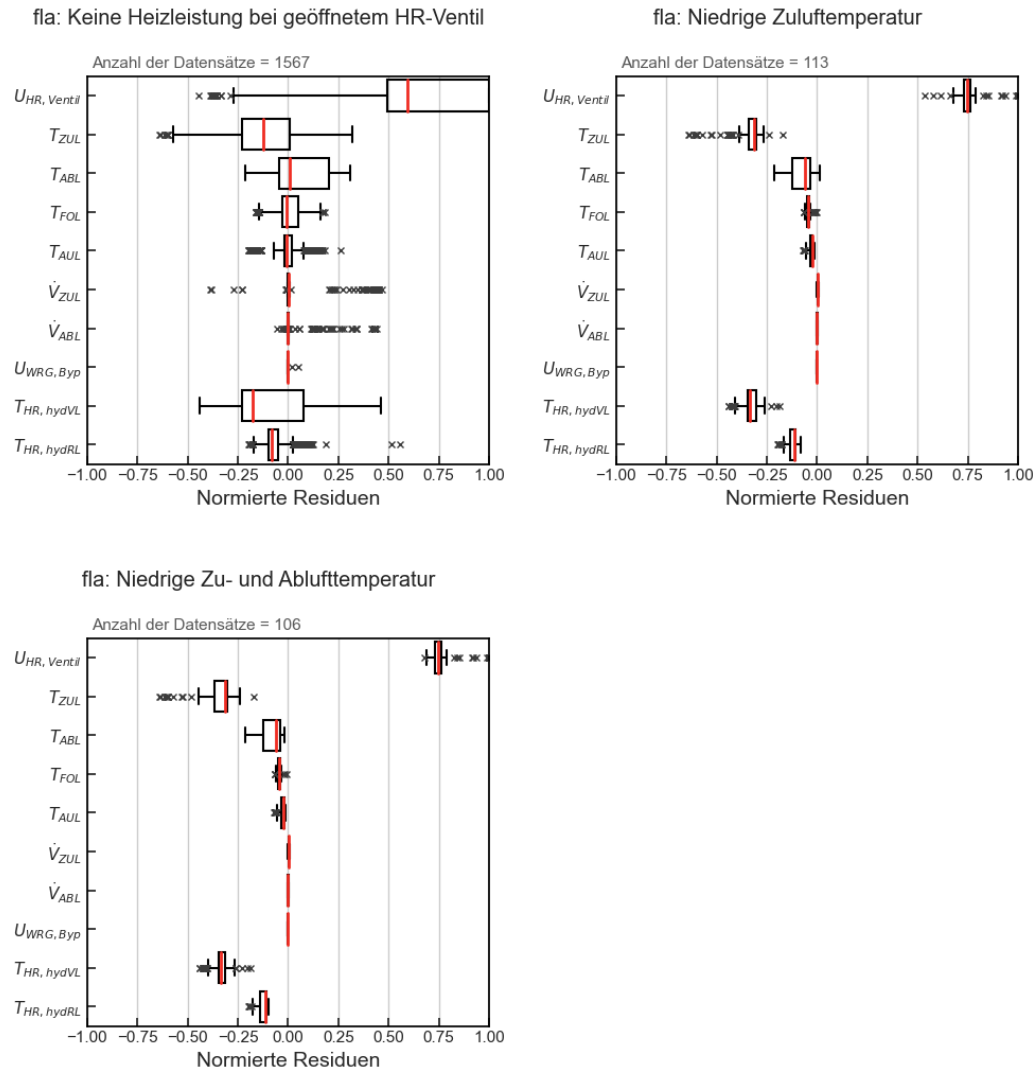 fla: Keine Heizleistung bei geöffnetem HR-Ventil
Anzahl der Datensätze = 1567
U_HR, Ventil
T_ZUL
T_ABL
T_FOL
T_AUL
V̇_ZUL
V̇_ABL
U_WRG, Byp
T_HR, hydVL
T_HR, hydRL
−1.00 −0.75 −0.50 −0.25 0.00 0.25 0.50 0.75 1.00
Normierte Residuen
fla: Niedrige Zulufttemperatur
Anzahl der Datensätze = 113
U_HR, Ventil
T_ZUL
T_ABL
T_FOL
T_AUL
V̇_ZUL
V̇_ABL
U_WRG, Byp
T_HR, hydVL
T_HR, hydRL
−1.00 −0.75 −0.50 −0.25 0.00 0.25 0.50 0.75 1.00
Normierte Residuen
fla: Niedrige Zu- und Ablufttemperatur
Anzahl der Datensätze = 106
U_HR, Ventil
T_ZUL
T_ABL
T_FOL
T_AUL
V̇_ZUL
V̇_ABL
U_WRG, Byp
T_HR, hydVL
T_HR, hydRL
−1.00 −0.75 −0.50 −0.25 0.00 0.25 0.50 0.75 1.00
Normierte Residuen